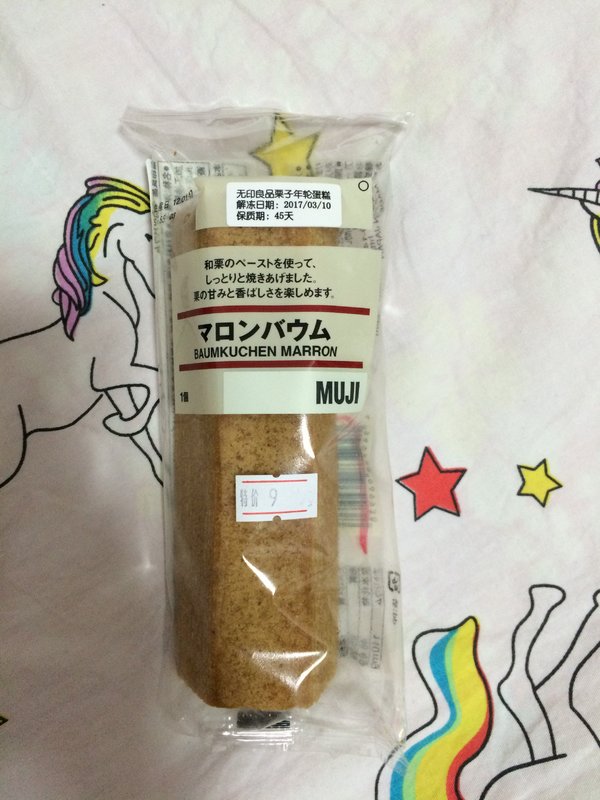 无印良品栗子年轮蛋糕
解冻日期: 2017/03/10
保质期: 45天
和栗のペーストを使って、
しっとりと焼きあげました。
栗の甘みと香ばしさを楽しめます。
マロンバウム
BAUMKUCHEN MARRON
1個
MUJI
特价 9